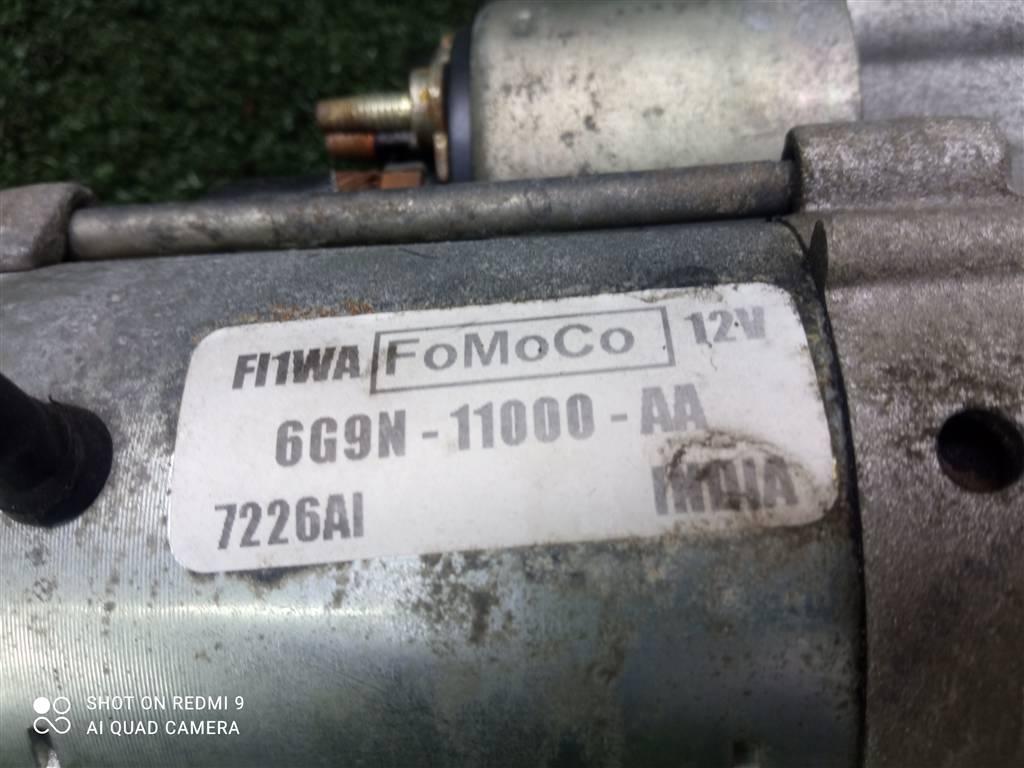 FI1WA FoMoCo 12V
6G9N - 11000 - AA
7226AI INDIA
SHOT ON REDMI 9
AI QUAD CAMERA